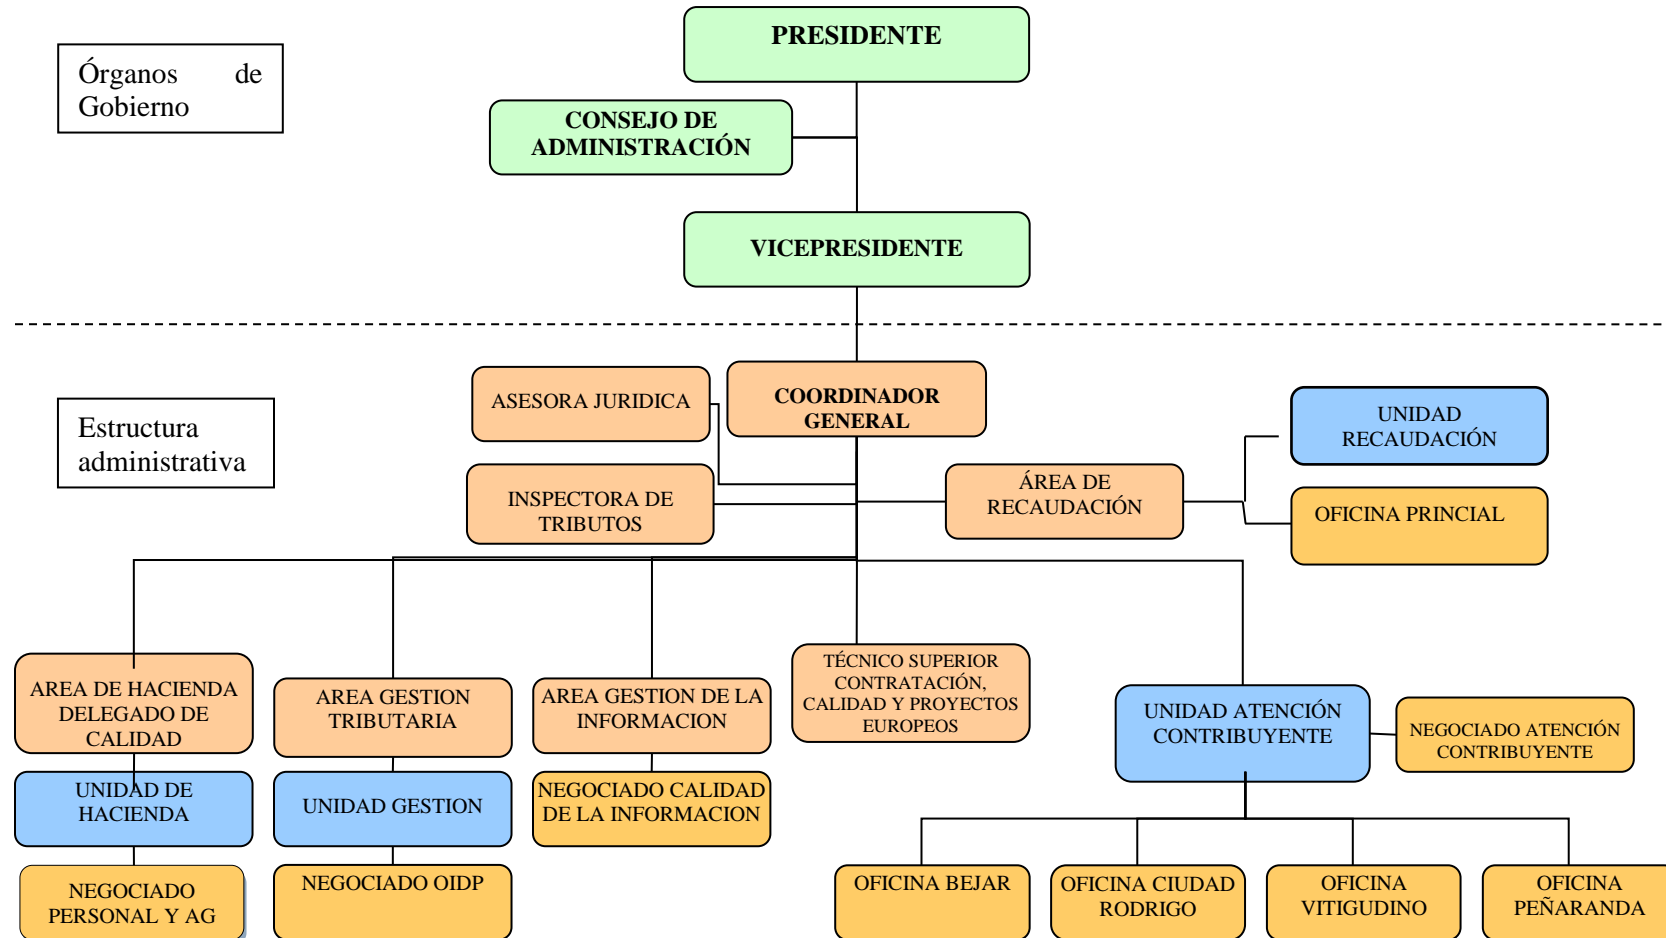 PRESIDENTE
Órganos de
Gobierno
CONSEJO DE
ADMINISTRACIÓN
VICEPRESIDENTE
ASESORA JURIDICA
COORDINADOR
GENERAL
UNIDAD
RECAUDACIÓN
Estructura
administrativa
INSPECTORA DE
TRIBUTOS
ÁREA DE
RECAUDACIÓN
OFICINA PRINCIAL
AREA DE HACIENDA
DELEGADO DE
CALIDAD
AREA GESTION
TRIBUTARIA
AREA GESTION DE LA
INFORMACION
TÉCNICO SUPERIOR
CONTRATACIÓN,
CALIDAD Y PROYECTOS
EUROPEOS
UNIDAD ATENCIÓN
CONTRIBUYENTE
NEGOCIADO ATENCIÓN
CONTRIBUYENTE
UNIDAD DE
HACIENDA
UNIDAD GESTION
NEGOCIADO CALIDAD
DE LA INFORMACION
NEGOCIADO
PERSONAL Y AG
NEGOCIADO OIDP
OFICINA BEJAR
OFICINA CIUDAD
RODRIGO
OFICINA
VITIGUDINO
OFICINA
PEÑARANDA